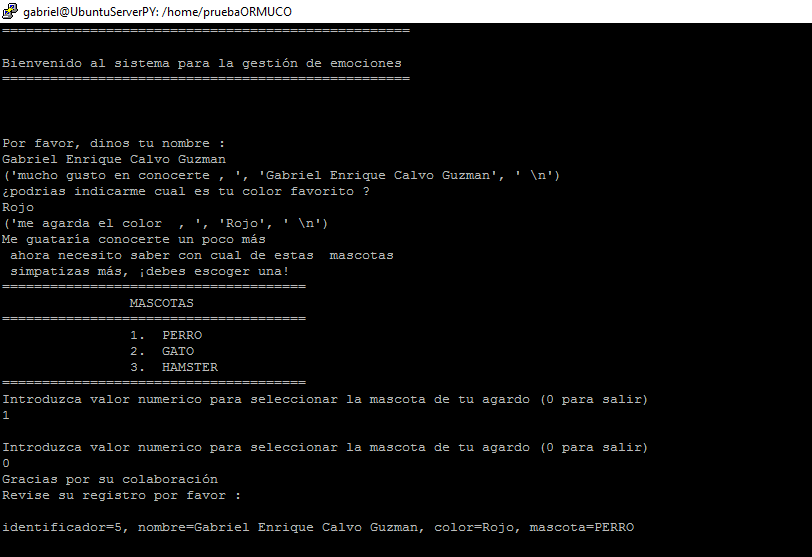 gabriel@UbuntuServerPY: /home/pruebaORMUCO
===================================================
Bienvenido al sistema para la gestión de emociones
===================================================
Por favor, dinos tu nombre :
Gabriel Enrique Calvo Guzman
('mucho gusto en conocerte , ', 'Gabriel Enrique Calvo Guzman', ' \n')
¿podrias indicarme cual es tu color favorito ?
Rojo
('me agarda el color  , ', 'Rojo', ' \n')
Me guataría conocerte un poco más
 ahora necesito saber con cual de estas  mascotas
 simpatizas más, ¡debes escoger una!
======================================
                MASCOTAS
======================================
                1.  PERRO
                2.  GATO
                3.  HAMSTER
======================================
Introduzca valor numerico para seleccionar la mascota de tu agardo (0 para salir)
1
Introduzca valor numerico para seleccionar la mascota de tu agardo (0 para salir)
0
Gracias por su colaboración
Revise su registro por favor :
identificador=5, nombre=Gabriel Enrique Calvo Guzman, color=Rojo, mascota=PERRO